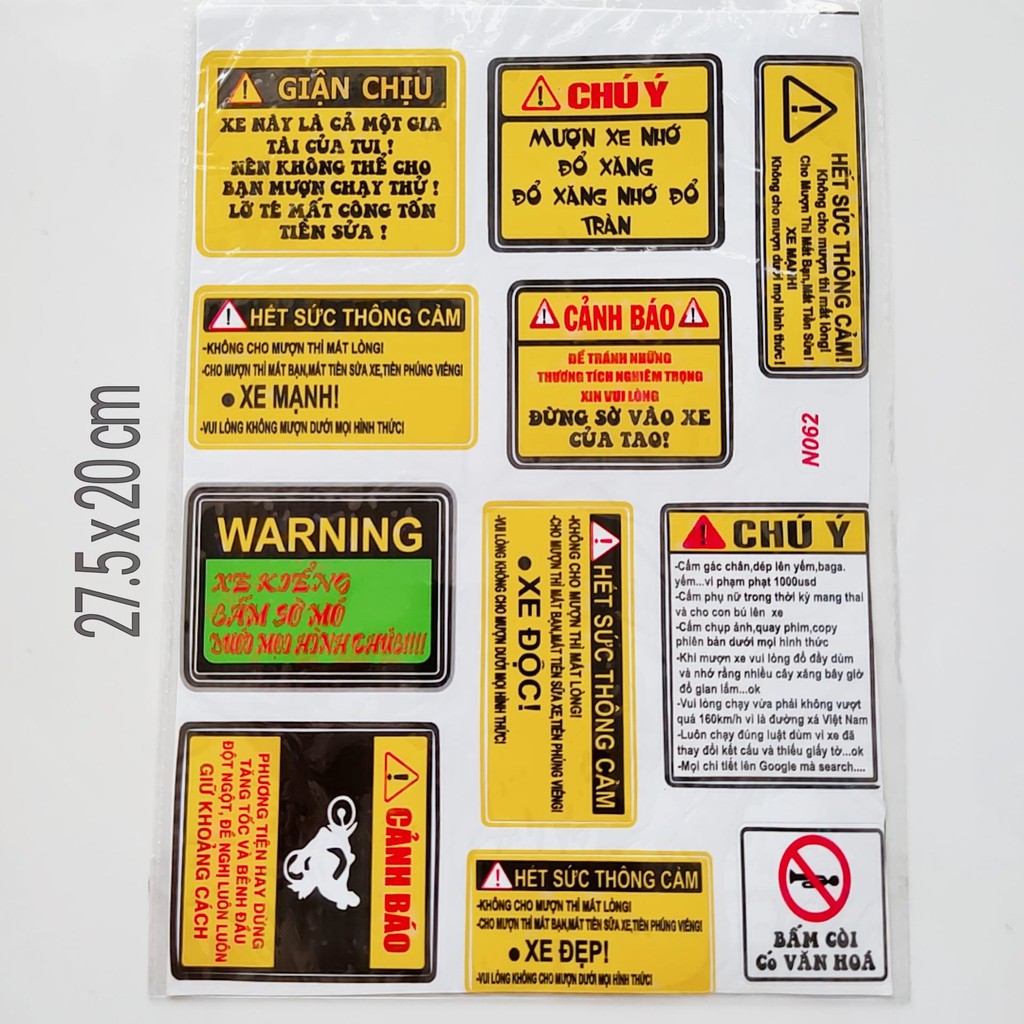 GIẬN CHỊU
XE NÀY LÀ CẢ MỘT GIA
TÀI CỦA TUI !
NÊN KHÔNG THỂ CHO
BẠN MƯỢN CHẠY THỬ !
LỠ TÉ MẤT CÔNG TỐN
TIỀN SỬA !
CHÚ Ý
MƯỢN XE NHỚ
ĐỔ XĂNG
ĐỔ XĂNG NHỚ ĐỔ
TRÀN
HẾT SỨC THÔNG CẢM!
Không cho mượn thì mất lòng!
Cho Mượn Thì Mất Bạn,Mất Tiền Sửa!
XE MẠNH!
Không cho mượn dưới mọi hình thức!
HẾT SỨC THÔNG CẢM
-KHÔNG CHO MƯỢN THÌ MẤT LÒNG!
-CHO MƯỢN THÌ MẤT BẠN,MẤT TIỀN SỬA XE,TIỀN PHÚNG VIẾNG!
● XE MẠNH!
-VUI LÒNG KHÔNG MƯỢN DƯỚI MỌI HÌNH THỨC!
CẢNH BÁO
ĐỂ TRÁNH NHỮNG
THƯƠNG TÍCH NGHIÊM TRỌNG
XIN VUI LÒNG
ĐỪNG SỜ VÀO XE
CỦA TAO!
N062
27.5 x 20 cm
WARNING
XE KIỂNG
CẤM SỜ MÓ
DƯỚI MỌI HÌNH THỨC!!!!
HẾT SỨC THÔNG CẢM
-KHÔNG CHO MƯỢN THÌ MẤT LÒNG!
-CHO MƯỢN THÌ MẤT BẠN,MẤT TIỀN SỬA XE,TIỀN PHÚNG VIẾNG!
● XE ĐỘC!
-VUI LÒNG KHÔNG CHO MƯỢN DƯỚI MỌI HÌNH THỨC!
CHÚ Ý
-Cấm gác chân,dép lên yếm,baga.
yếm...vi phạm phạt 1000usd
-Cấm phụ nữ trong thời kỳ mang thai
và cho con bú lên xe
-Cấm chụp ảnh,quay phim,copy
phiên bản dưới mọi hình thức
-Khi mượn xe vui lòng đổ đầy dùm
và nhớ rằng nhiều cây xăng bây giờ
đổ gian lắm...ok
-Vui lòng chạy vừa phải không vượt
quá 160km/h vì là đường xá Việt Nam
-Luôn chạy đúng luật dùm vì xe đã
thay đổi kết cấu và thiếu giấy tờ...ok
-Mọi chi tiết lên Google mà search....
CẢNH BÁO
PHƯƠNG TIỆN HAY DỪNG
TĂNG TỐC VÀ BÊNH ĐẦU
ĐỘT NGỘT, ĐỀ NGHỊ LUÔN LUÔN
GIỮ KHOẢNG CÁCH
HẾT SỨC THÔNG CẢM
-KHÔNG CHO MƯỢN THÌ MẤT LÒNG!
-CHO MƯỢN THÌ MẤT BẠN,MẤT TIỀN SỬA XE,TIỀN PHÚNG VIẾNG!
● XE ĐẸP!
-VUI LÒNG KHÔNG CHO MƯỢN DƯỚI MỌI HÌNH THỨC!
BẤM CÒI
CÓ VĂN HOÁ